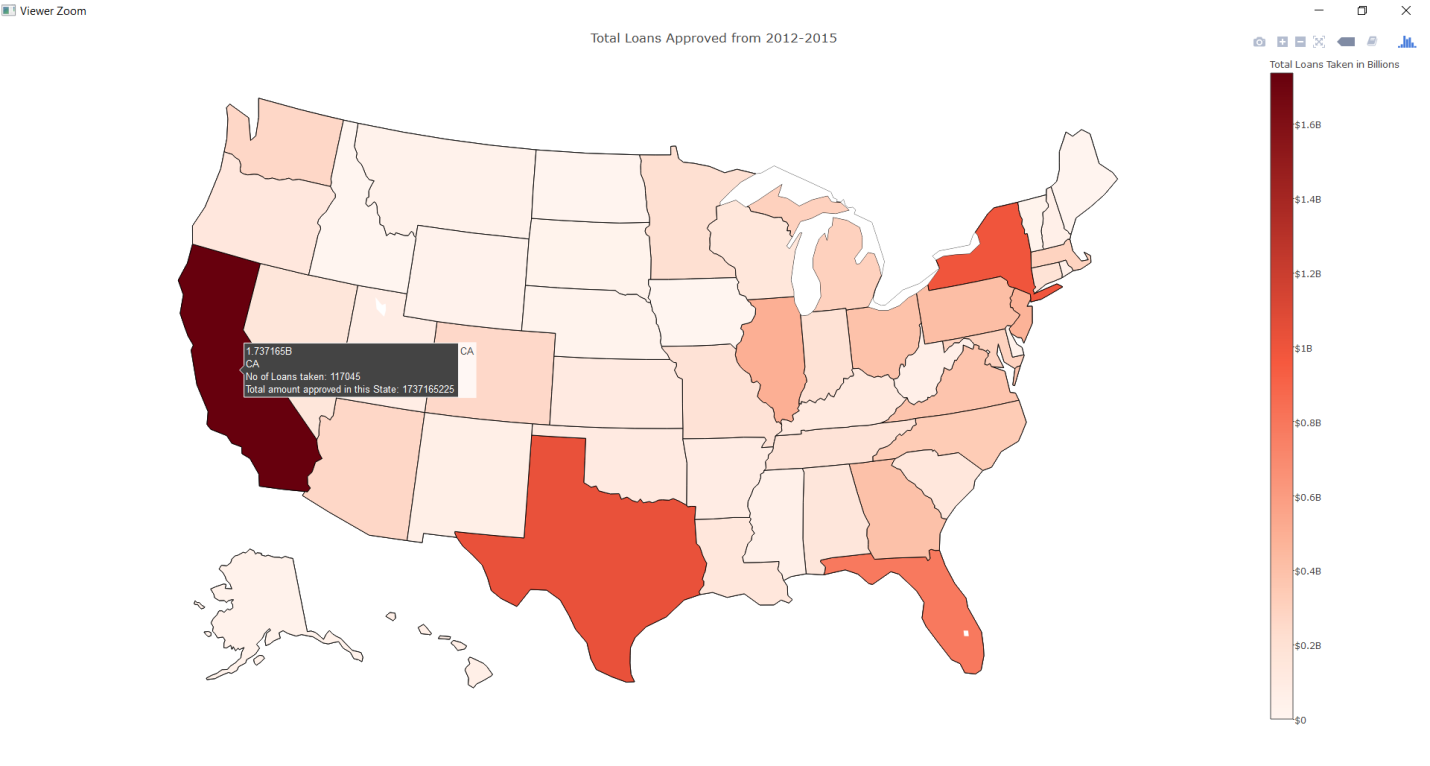 Viewer Zoom
Total Loans Approved from 2012-2015
Total Loans Taken in Billions
$1.6B
$1.4B
$1.2B
$1B
$0.8B
$0.6B
$0.4B
$0.2B
$0
1.737165B
CA
CA
No of Loans taken: 117045
Total amount approved in this State: 1737165225